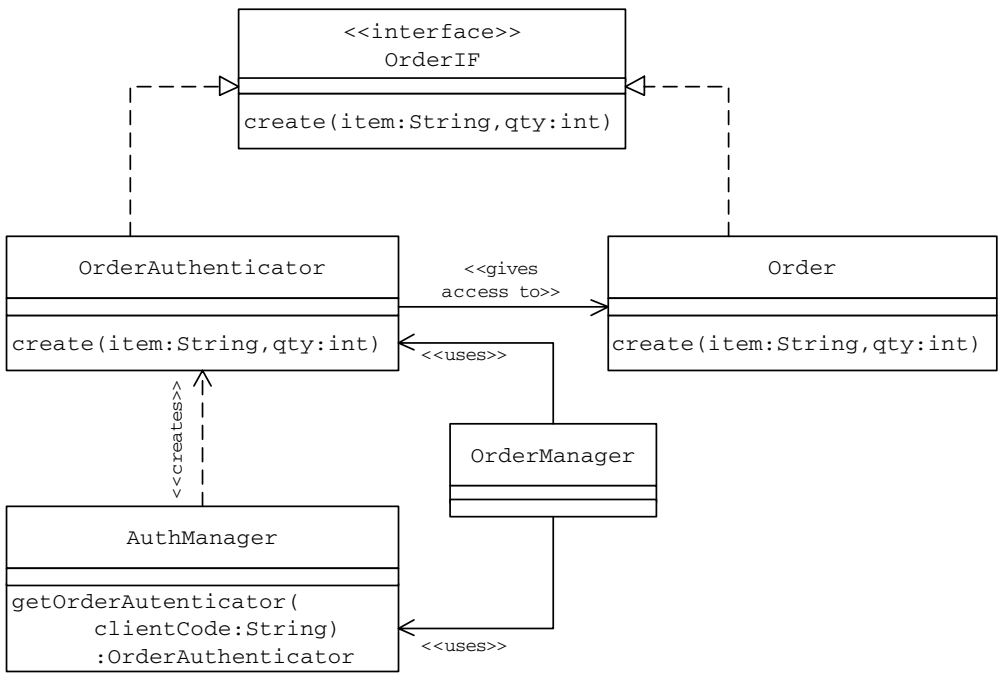 <<interface>>
OrderIF
create(item:String,qty:int)
OrderAuthenticator
create(item:String,qty:int)
<<gives
access to>>
Order
create(item:String,qty:int)
<<uses>>
<<creates>>
OrderManager
AuthManager
getOrderAutenticator(
clientCode:String)
:OrderAuthenticator
<<uses>>